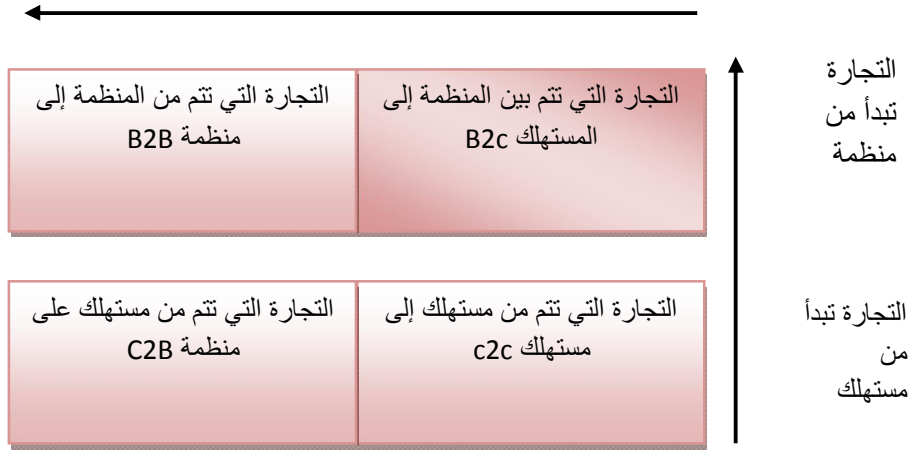 التجارة
تبدأ من
منظمة
التجارة التي تتم بين المنظمة إلى
المستهلك B2c
التجارة التي تتم من المنظمة إلى
منظمة B2B
التجارة تبدأ
من
مستهلك
التجارة التي تتم من مستهلك إلى
مستهلك c2c
التجارة التي تتم من مستهلك على
منظمة C2B